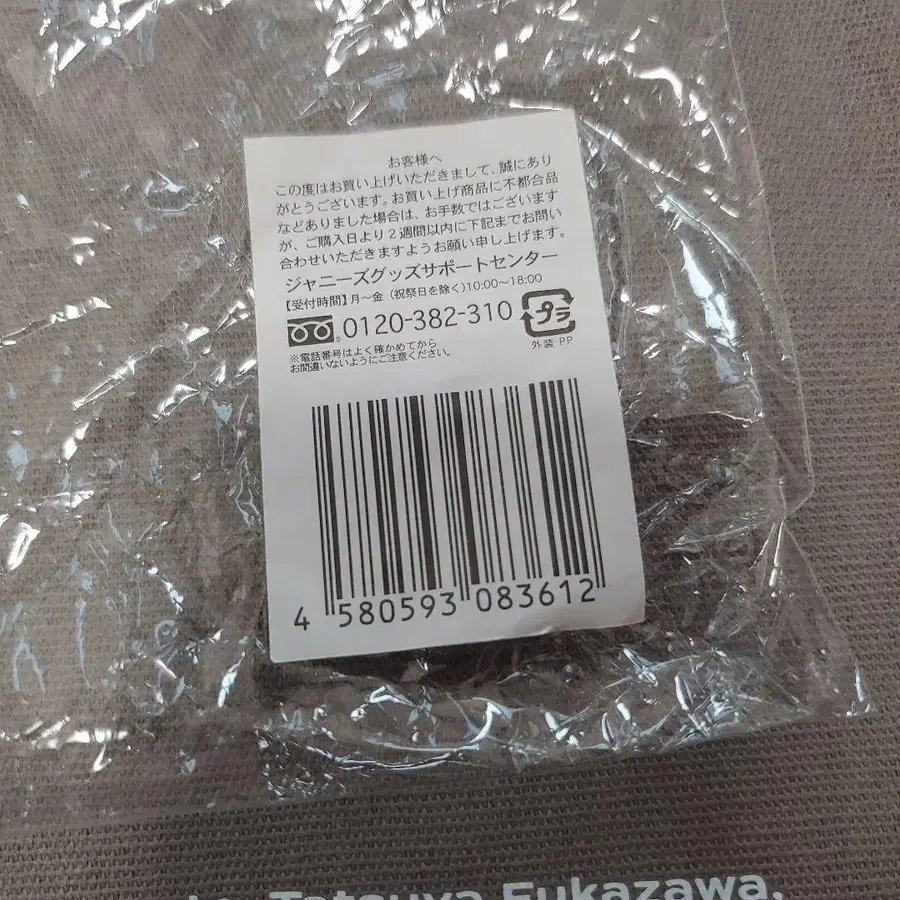 お客様へ
この度はお買い上げいただきまして、誠にあり
がとうございます。お買い上げ商品に不都合品
などありました場合は、お手数ではございます
が、ご購入日より2週間以内に下記までお問い
合わせいただきますようお願い申し上げます。
ジャニーズグッズサポートセンター
【受付時間】月～金（祝祭日を除く)10:00～18:00
0120-382-310
プラ
※電話番号はよく確かめてから
お間違いないようにご注意ください。
外装 PP
4 580593 083612
Tatsuya Fukazawa,